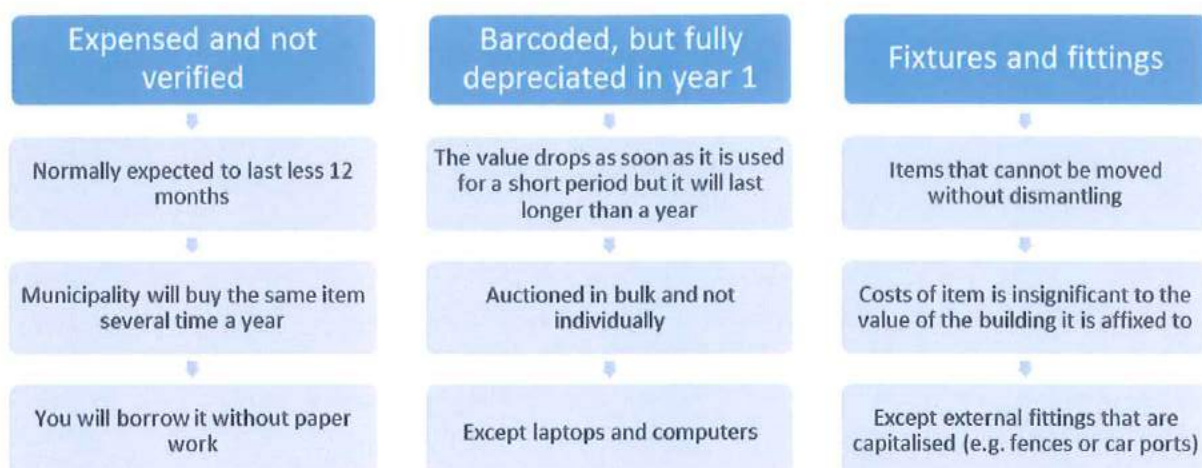 Expensed and not
verified
Normally expected to last less 12
months
Municipality will buy the same item
several time a year
You will borrow it without paper
work
Barcoded, but fully
depreciated in year 1
The value drops as soon as it is used
for a short period but it will last
longer than a year
Auctioned in bulk and not
individually
Except laptops and computers
Fixtures and fittings
Items that cannot be moved
without dismantling
Costs of item is insignificant to the
value of the building it is affixed to
Except external fittings that are
capitalised (e.g. fences or car ports)